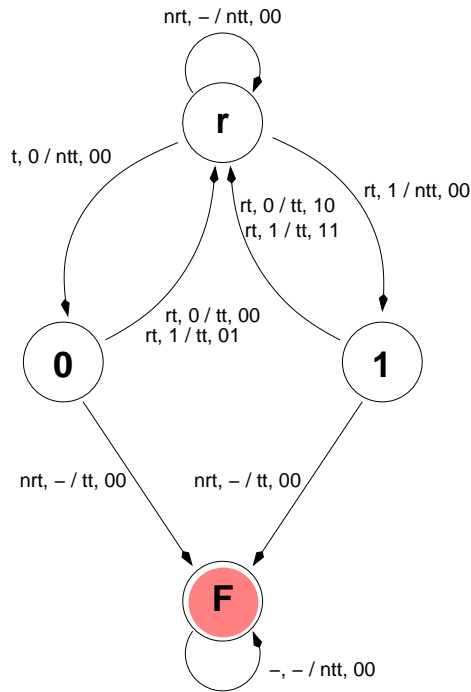 nrt, – / ntt, 00
r
t, 0 / ntt, 00
rt, 1 / ntt, 00
rt, 0 / tt, 10
rt, 1 / tt, 11
rt, 0 / tt, 00
rt, 1 / tt, 01
0
1
nrt, – / tt, 00
nrt, – / tt, 00
F
–, – / ntt, 00